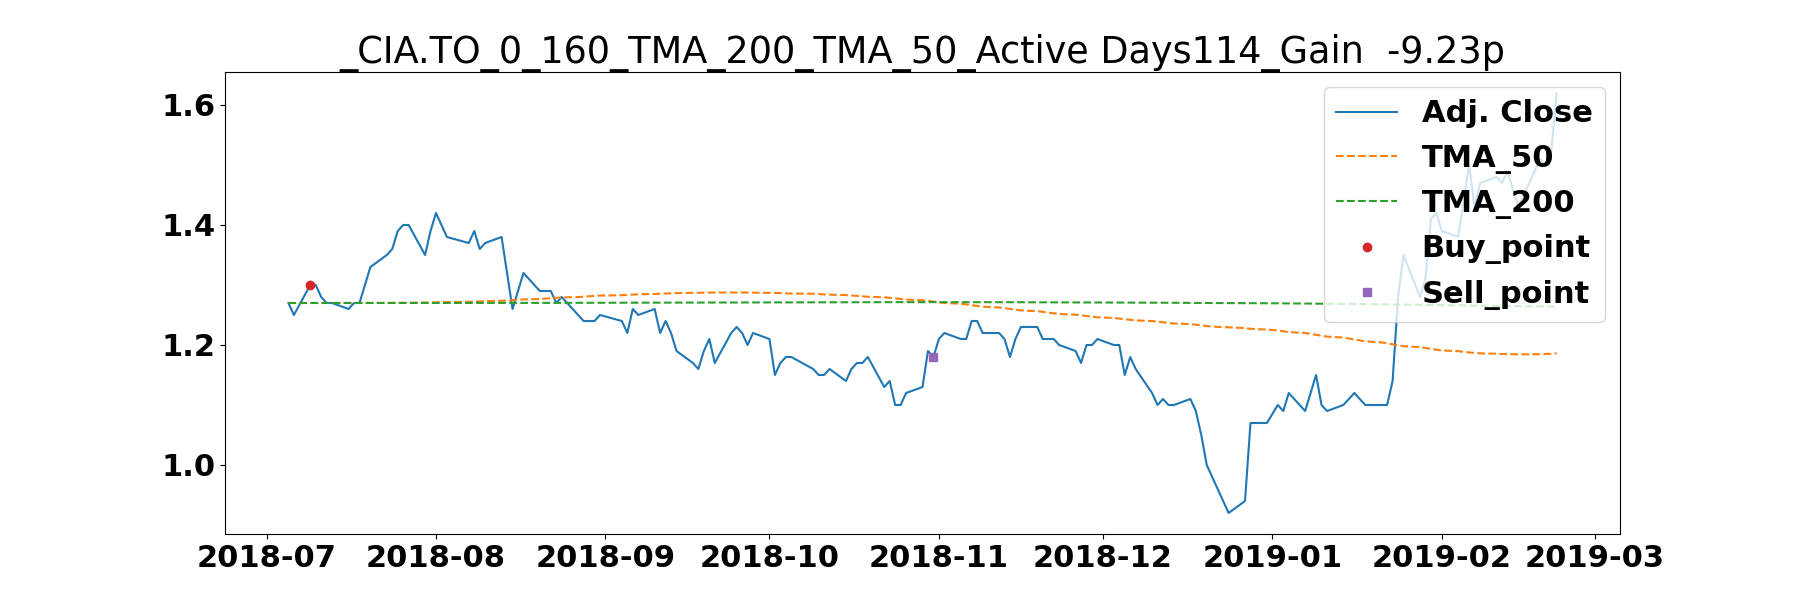 _CIA.TO_0_160_TMA_200_TMA_50_Active Days114_Gain  -9.23p
1.6
1.4
1.2
1.0
Adj. Close
TMA_50
TMA_200
Buy_point
Sell_point
2018-07 2018-08 2018-09 2018-10 2018-11 2018-12 2019-01 2019-02 2019-03